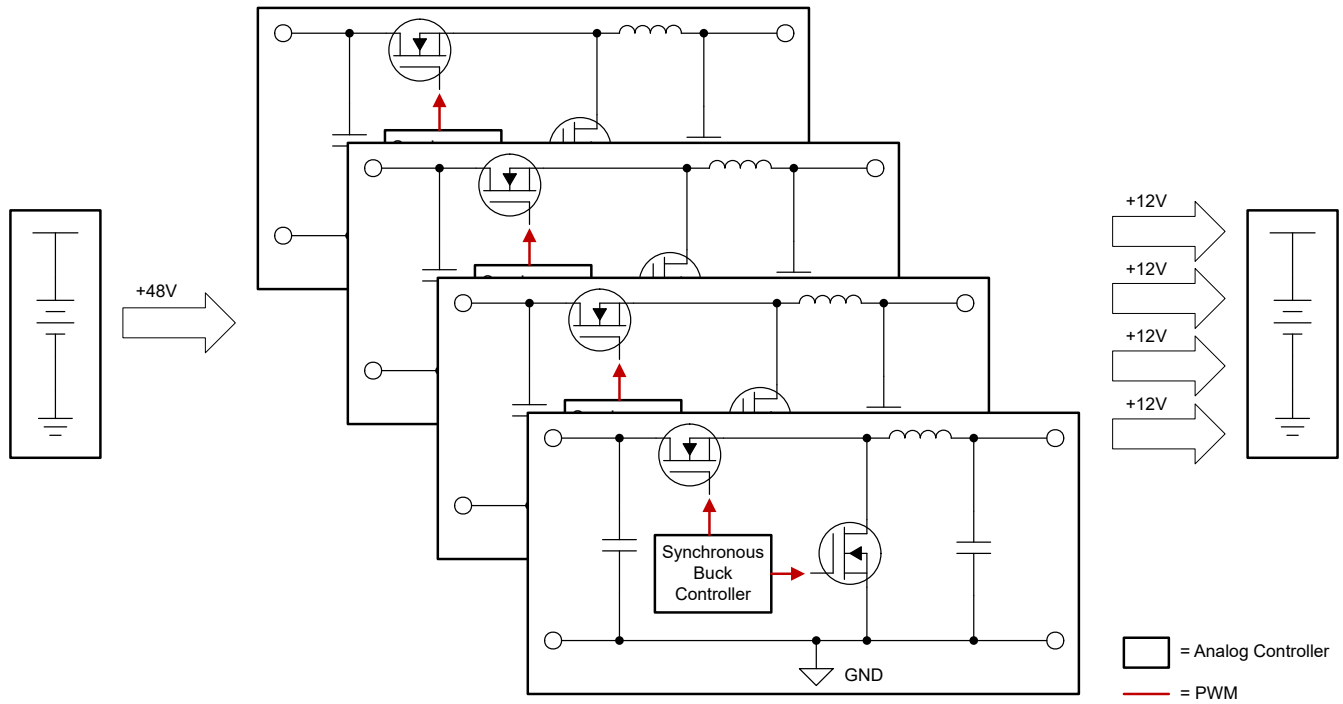 +48V
+12V
+12V
+12V
+12V
Synchronous
Buck
Controller
GND
= Analog Controller
= PWM